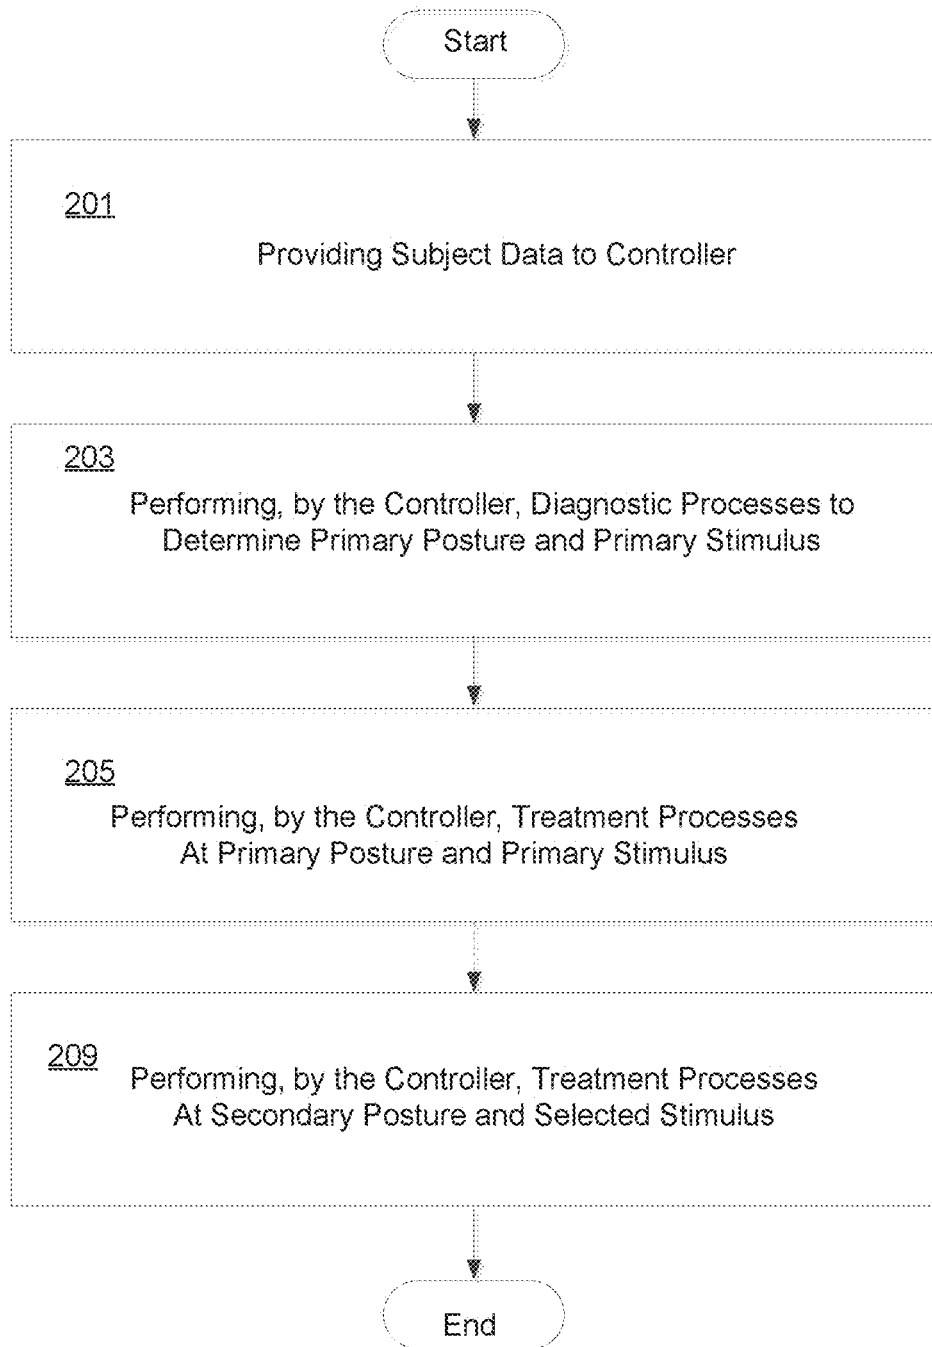 Start
201
Providing Subject Data to Controller
203
Performing, by the Controller, Diagnostic Processes to
Determine Primary Posture and Primary Stimulus
205
Performing, by the Controller, Treatment Processes
At Primary Posture and Primary Stimulus
209
Performing, by the Controller, Treatment Processes
At Secondary Posture and Selected Stimulus
End